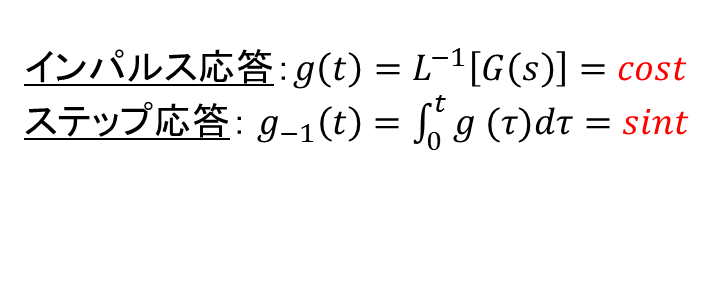 インパルス応答：g(t) = L⁻¹[G(s)] = cost
ステップ応答： g₋₁(t) = ∫₀ᵗ g (τ)dτ = sint